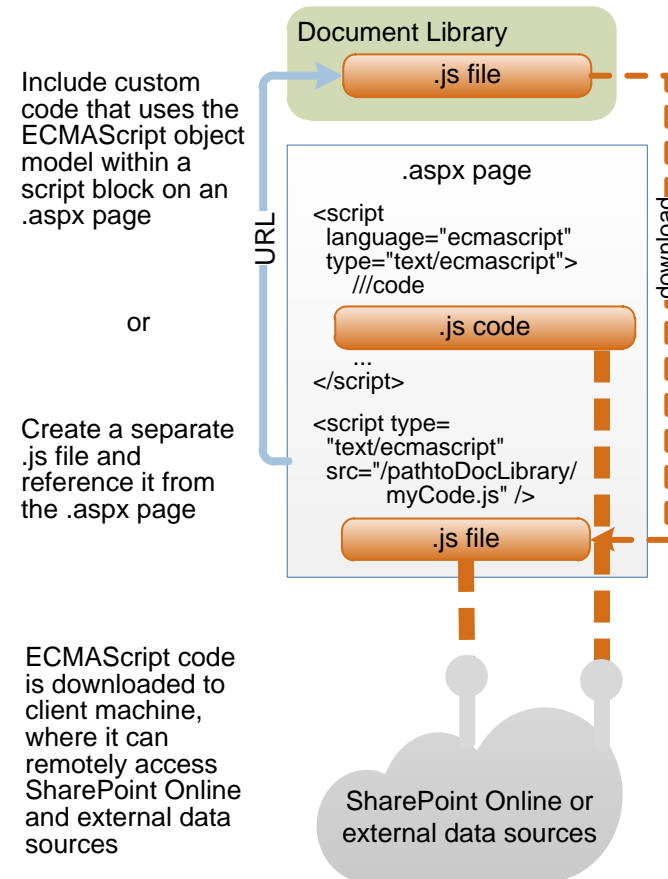 Document Library
.js file
Include custom
code that uses the
ECMAScript object
model within a
script block on an
.aspx page
or
Create a separate
.js file and
reference it from
the .aspx page
ECMAScript code
is downloaded to
client machine,
where it can
remotely access
SharePoint Online
and external data
sources
URL
download
.aspx page
<script
language="ecmascript"
type="text/ecmascript">
///code
.js code
...
</script>
<script type=
"text/ecmascript"
src="/pathtoDocLibrary/
myCode.js" />
.js file
SharePoint Online or
external data sources